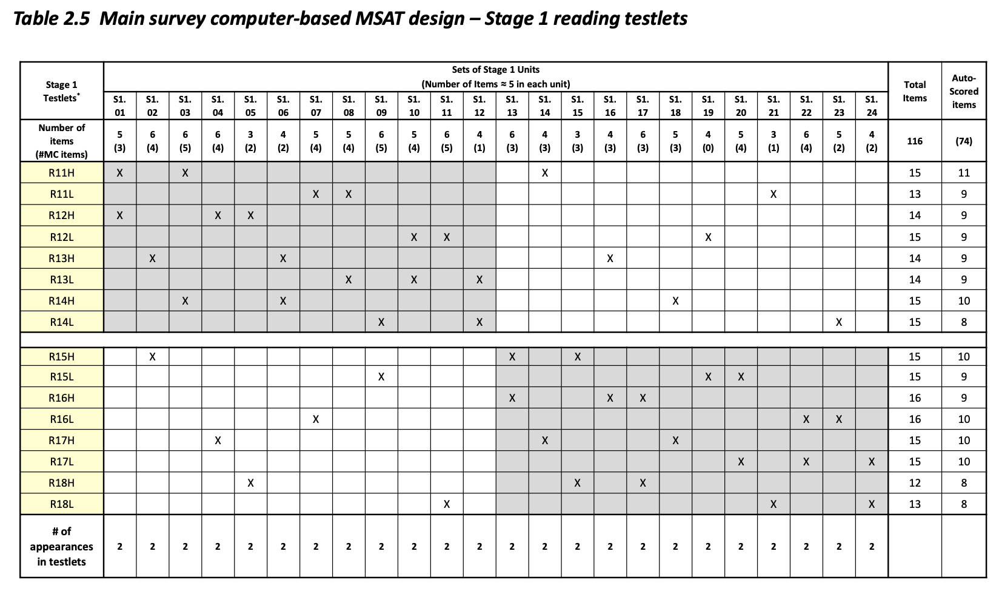 Table 2.5 Main survey computer-based MSAT design – Stage 1 reading testlets
Stage 1 Testlets*
Sets of Stage 1 Units
(Number of Items ≈ 5 in each unit)
Total Items
Auto-Scored items
S1. 01 S1. 02 S1. 03 S1. 04 S1. 05 S1. 06 S1. 07 S1. 08 S1. 09 S1. 10 S1. 11 S1. 12 S1. 13 S1. 14 S1. 15 S1. 16 S1. 17 S1. 18 S1. 19 S1. 20 S1. 21 S1. 22 S1. 23 S1. 24
Number of items (#MC items) 5 (3) 6 (4) 6 (5) 6 (4) 3 (2) 4 (2) 5 (4) 5 (4) 6 (5) 5 (4) 6 (5) 4 (1) 6 (3) 4 (3) 3 (3) 4 (3) 6 (3) 5 (3) 4 (0) 5 (4) 3 (1) 6 (4) 5 (2) 4 (2) 116 (74)
R11H X X X 15 11
R11L X X X 13 9
R12H X X X 14 9
R12L X X X 15 9
R13H X X X 14 9
R13L X X X 14 9
R14H X X X 15 10
R14L X X X 15 8
R15H X X X 15 10
R15L X X X 15 9
R16H X X X 16 9
R16L X X X 16 10
R17H X X X 15 10
R17L X X X 15 10
R18H X X X 12 8
R18L X X X 13 8
# of appearances in testlets 2 2 2 2 2 2 2 2 2 2 2 2 2 2 2 2 2 2 2 2 2 2 2 2